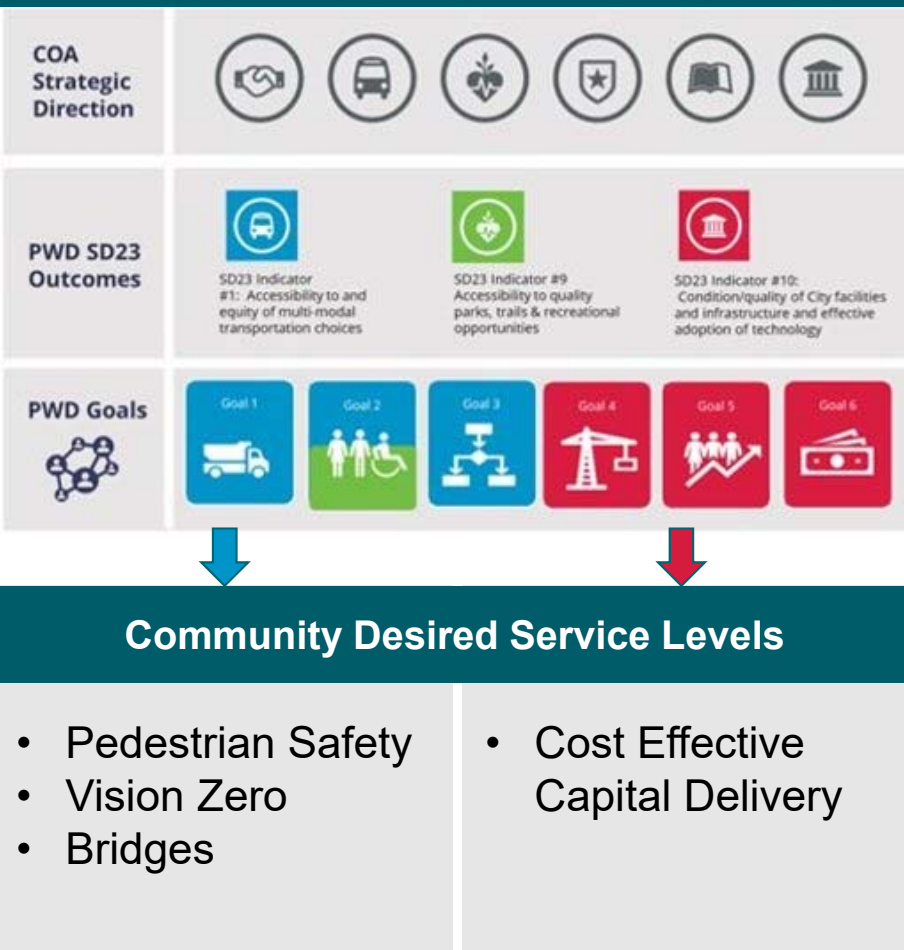 COA
Strategic
Direction
PWD SD23
Outcomes
SD23 Indicator
#1: Accessibility to and
equity of multi-modal
transportation choices
SD23 Indicator #9
Accessibility to quality
parks, trails & recreational
opportunities
SD23 Indicator #10:
Condition/quality of City facilities
and infrastructure and effective
adoption of technology
PWD Goals
Goal 1
Goal 2
Goal 3
Goal 4
Goal 5
Goal 6
Community Desired Service Levels
• Pedestrian Safety
• Vision Zero
• Bridges
• Cost Effective
Capital Delivery